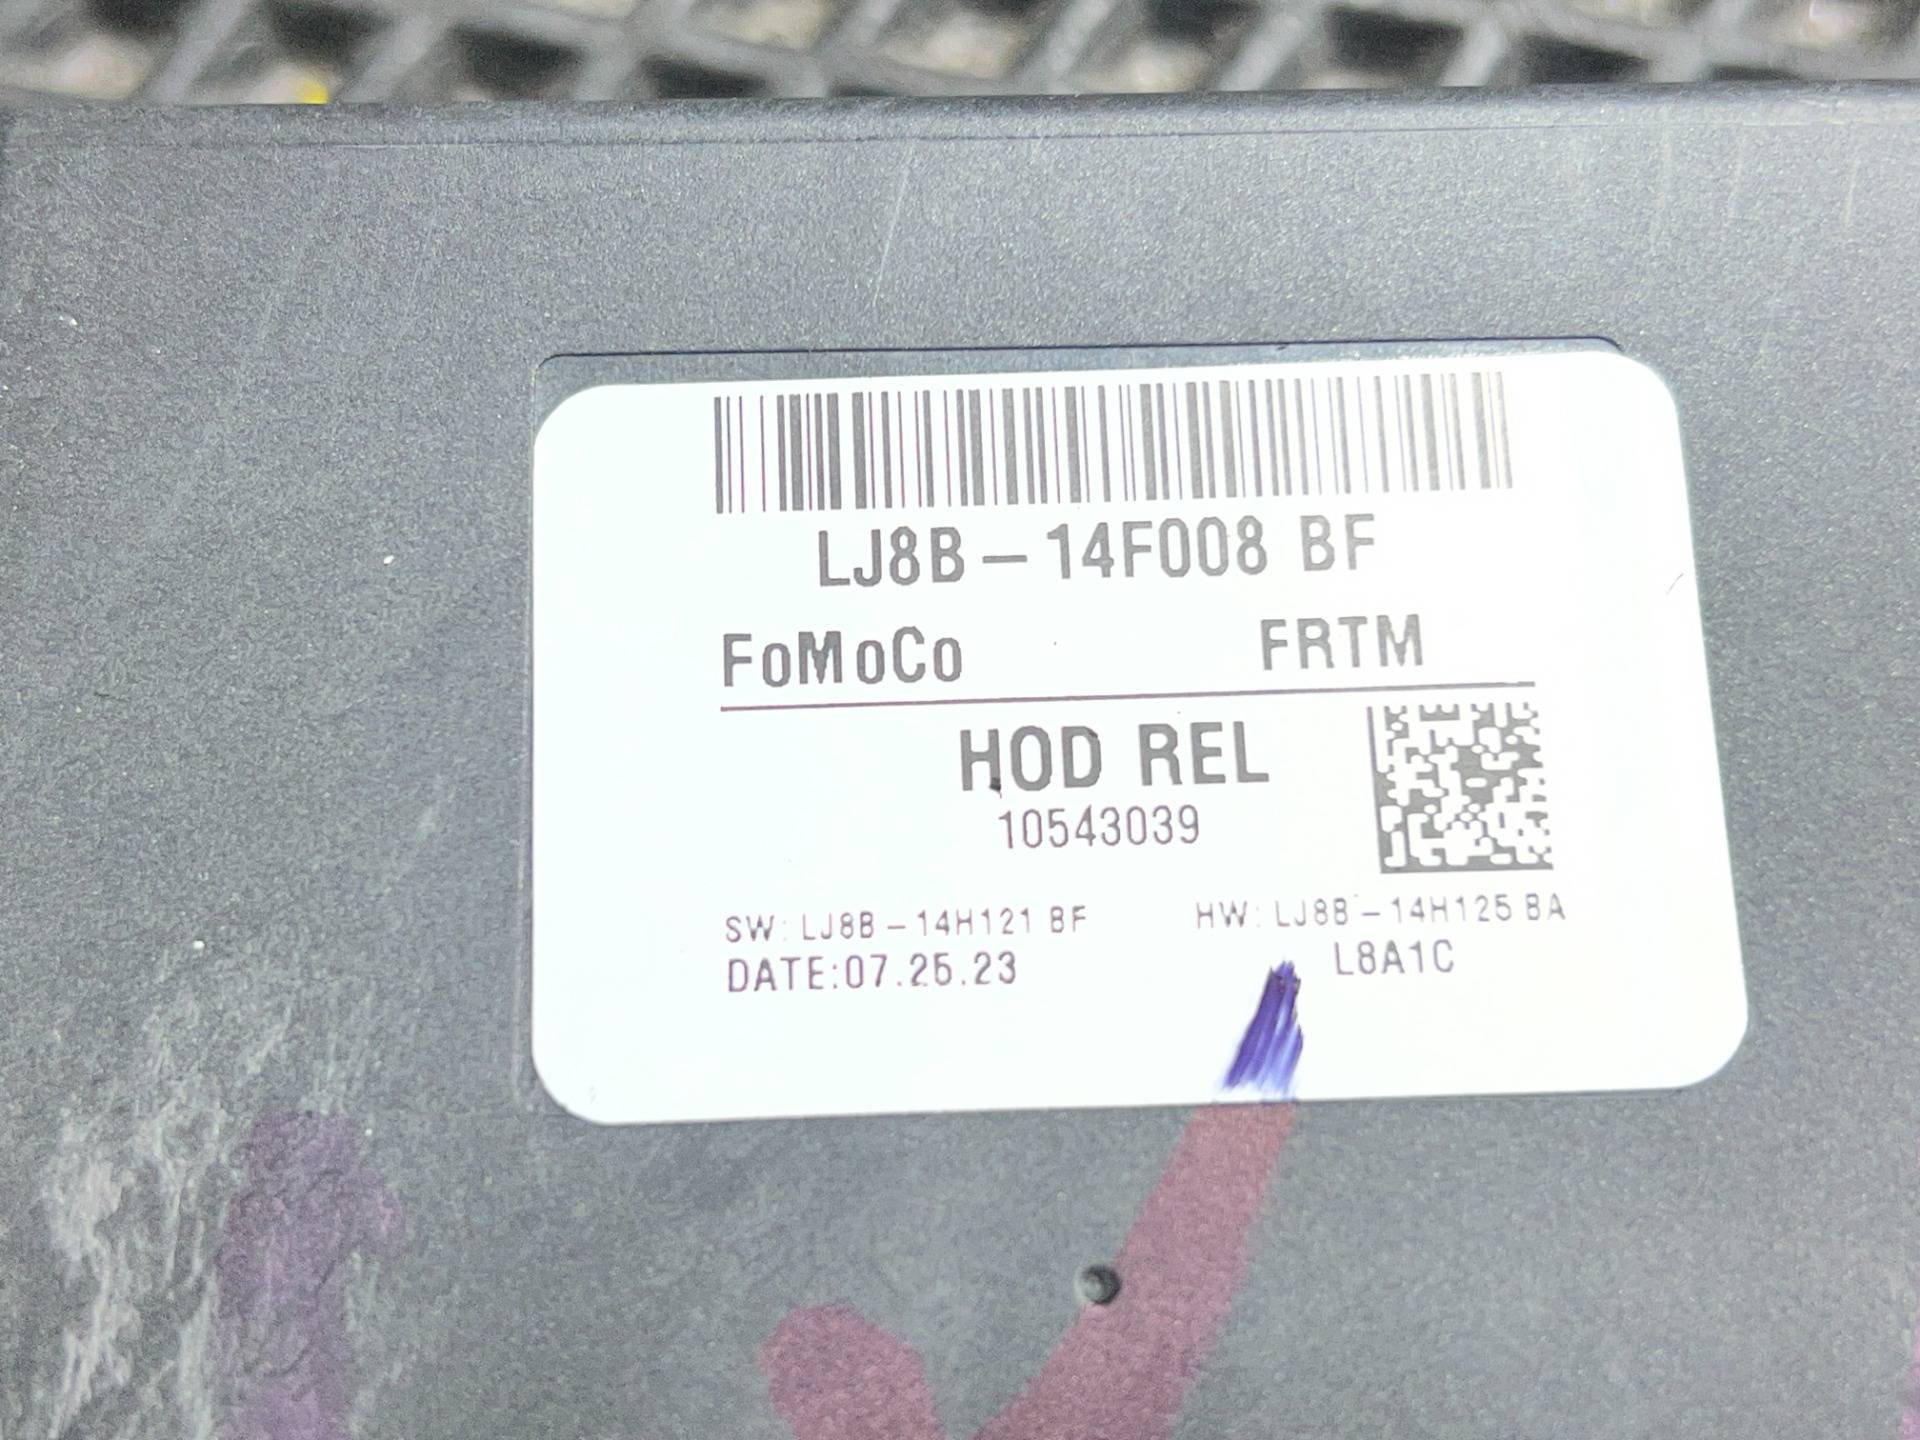 LJ8B-14F008 BF
FoMoCo FRTM
HOD REL
10543039
SW: LJ8B-14H121 BF HW: LJ8B-14H125 BA
DATE:07.25.23 L8A1C